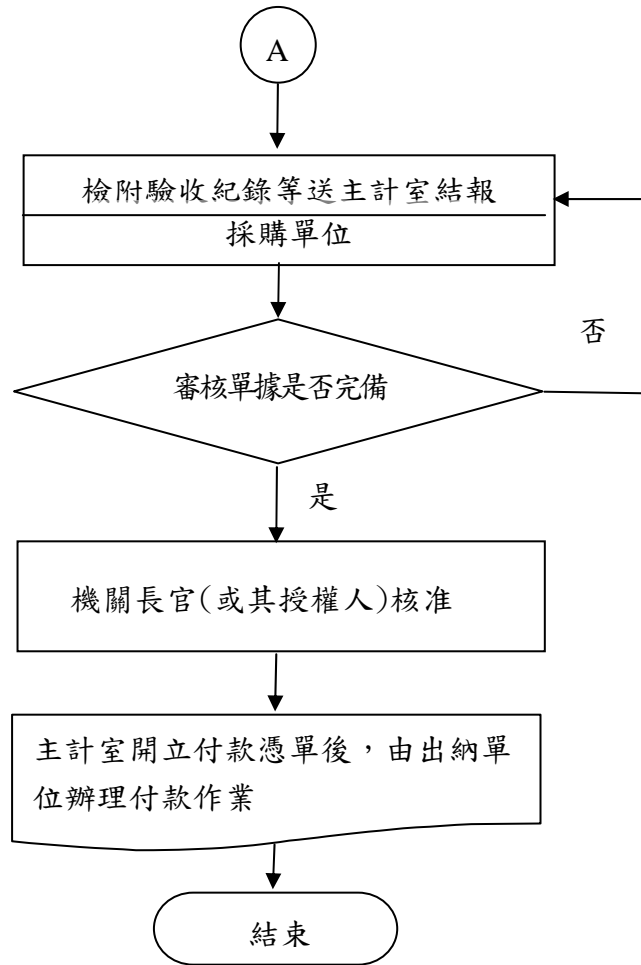 A
檢附驗收紀錄等送主計室結報
採購單位
否
審核單據是否完備
是
機關長官(或其授權人)核准
主計室開立付款憑單後，由出納單
位辦理付款作業
結束